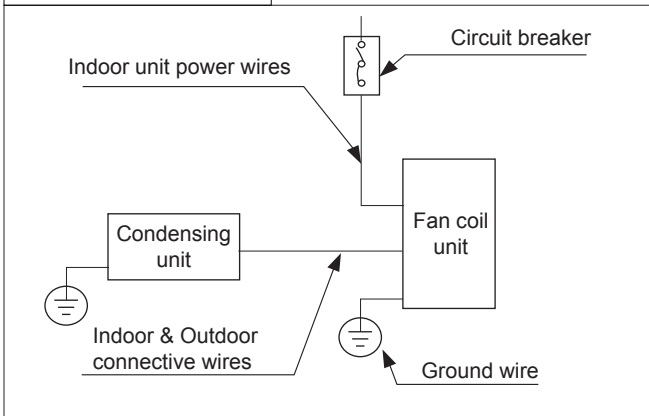 Circuit breaker
Indoor unit power wires
Fan coil
unit
Condensing
unit
Indoor & Outdoor
connective wires
Ground wire